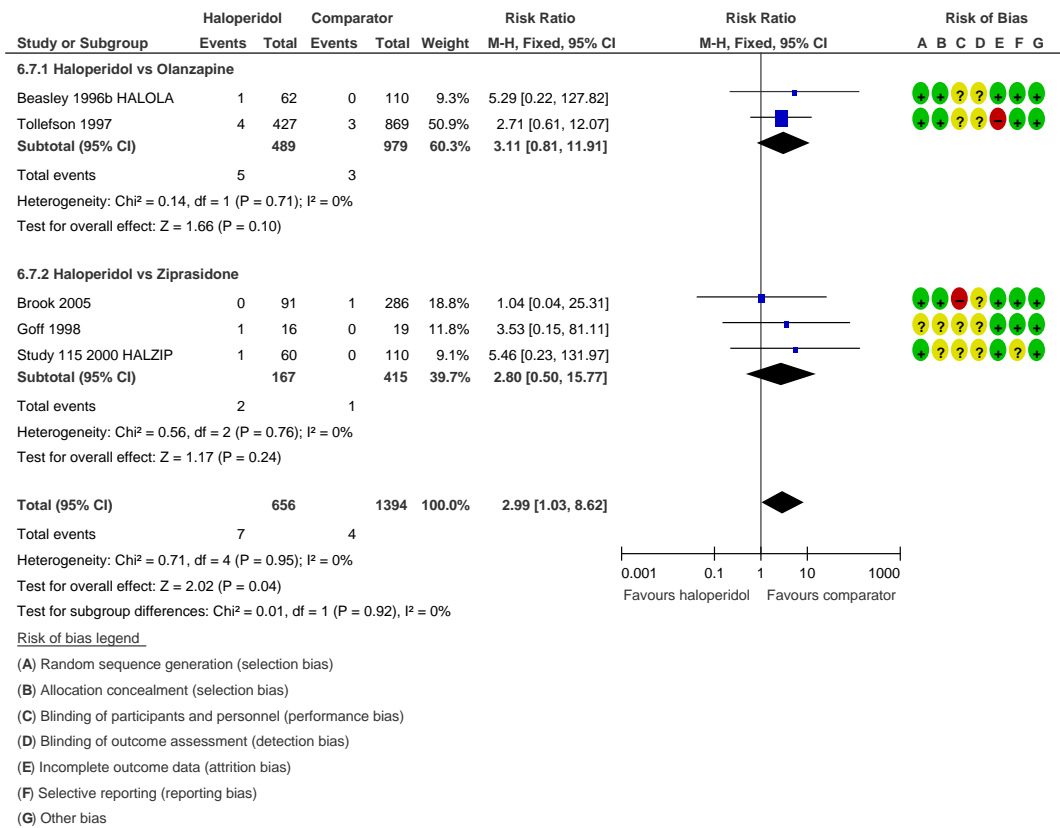 Haloperidol Comparator Risk Ratio Risk Ratio Risk of Bias
Study or Subgroup Events Total Events Total Weight M-H, Fixed, 95% CI M-H, Fixed, 95% CI A B C D E F G
6.7.1 Haloperidol vs Olanzapine
Beasley 1996b HALOLA 1 62 0 110 9.3% 5.29 [0.22, 127.82] + + ? ? + + +
Tollefson 1997 4 427 3 869 50.9% 2.71 [0.61, 12.07] + + ? ? – + +
Subtotal (95% CI) 489 979 60.3% 3.11 [0.81, 11.91]
Total events 5 3
Heterogeneity: Chi² = 0.14, df = 1 (P = 0.71); I² = 0%
Test for overall effect: Z = 1.66 (P = 0.10)
6.7.2 Haloperidol vs Ziprasidone
Brook 2005 0 91 1 286 18.8% 1.04 [0.04, 25.31] + + – ? + + +
Goff 1998 1 16 0 19 11.8% 3.53 [0.15, 81.11] ? ? ? ? + + +
Study 115 2000 HALZIP 1 60 0 110 9.1% 5.46 [0.23, 131.97] + ? ? ? + ? +
Subtotal (95% CI) 167 415 39.7% 2.80 [0.50, 15.77]
Total events 2 1
Heterogeneity: Chi² = 0.56, df = 2 (P = 0.76); I² = 0%
Test for overall effect: Z = 1.17 (P = 0.24)
Total (95% CI) 656 1394 100.0% 2.99 [1.03, 8.62]
Total events 7 4
Heterogeneity: Chi² = 0.71, df = 4 (P = 0.95); I² = 0%
Test for overall effect: Z = 2.02 (P = 0.04)
Test for subgroup differences: Chi² = 0.01, df = 1 (P = 0.92), I² = 0%
0.001 0.1 1 10 1000
Favours haloperidol Favours comparator
Risk of bias legend
(A) Random sequence generation (selection bias)
(B) Allocation concealment (selection bias)
(C) Blinding of participants and personnel (performance bias)
(D) Blinding of outcome assessment (detection bias)
(E) Incomplete outcome data (attrition bias)
(F) Selective reporting (reporting bias)
(G) Other bias